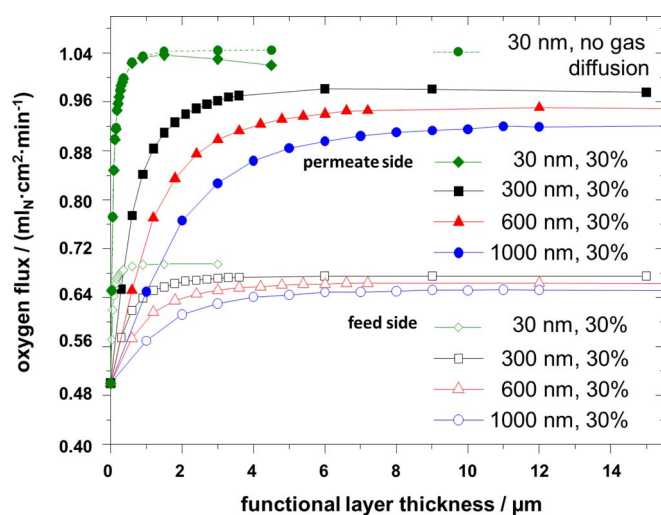 oxygen flux / (mlN·cm⁻²·min⁻¹)
1.04
0.96
0.88
0.80
0.72
0.64
0.56
0.48
0.40
30 nm, no gas
diffusion
permeate side
30 nm, 30%
300 nm, 30%
600 nm, 30%
1000 nm, 30%
feed side
30 nm, 30%
300 nm, 30%
600 nm, 30%
1000 nm, 30%
0 2 4 6 8 10 12 14
functional layer thickness / µm